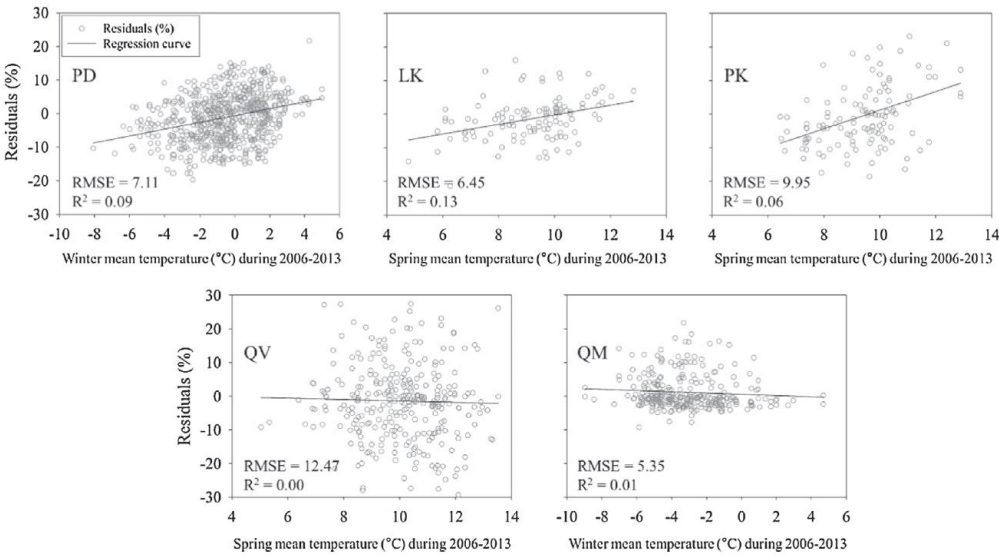 30
20
10
0
-10
-20
-30
Residuals (%)
Residuals (%)
Regression curve
PD
RMSE = 7.11
R² = 0.09
-10 -8 -6 -4 -2 0 2 4 6
Winter mean temperature (°C) during 2006-2013
LK
RMSE = 6.45
R² = 0.13
4 6 8 10 12 14
Spring mean temperature (°C) during 2006-2013
PK
RMSE = 9.95
R² = 0.06
4 6 8 10 12 14
Spring mean temperature (°C) during 2006-2013
30
20
10
0
-10
-20
-30
Residuals (%)
QV
RMSE = 12.47
R² = 0.00
4 6 8 10 12 14
Spring mean temperature (°C) during 2006-2013
QM
RMSE = 5.35
R² = 0.01
-10 -8 -6 -4 -2 0 2 4 6
Winter mean temperature (°C) during 2006-2013